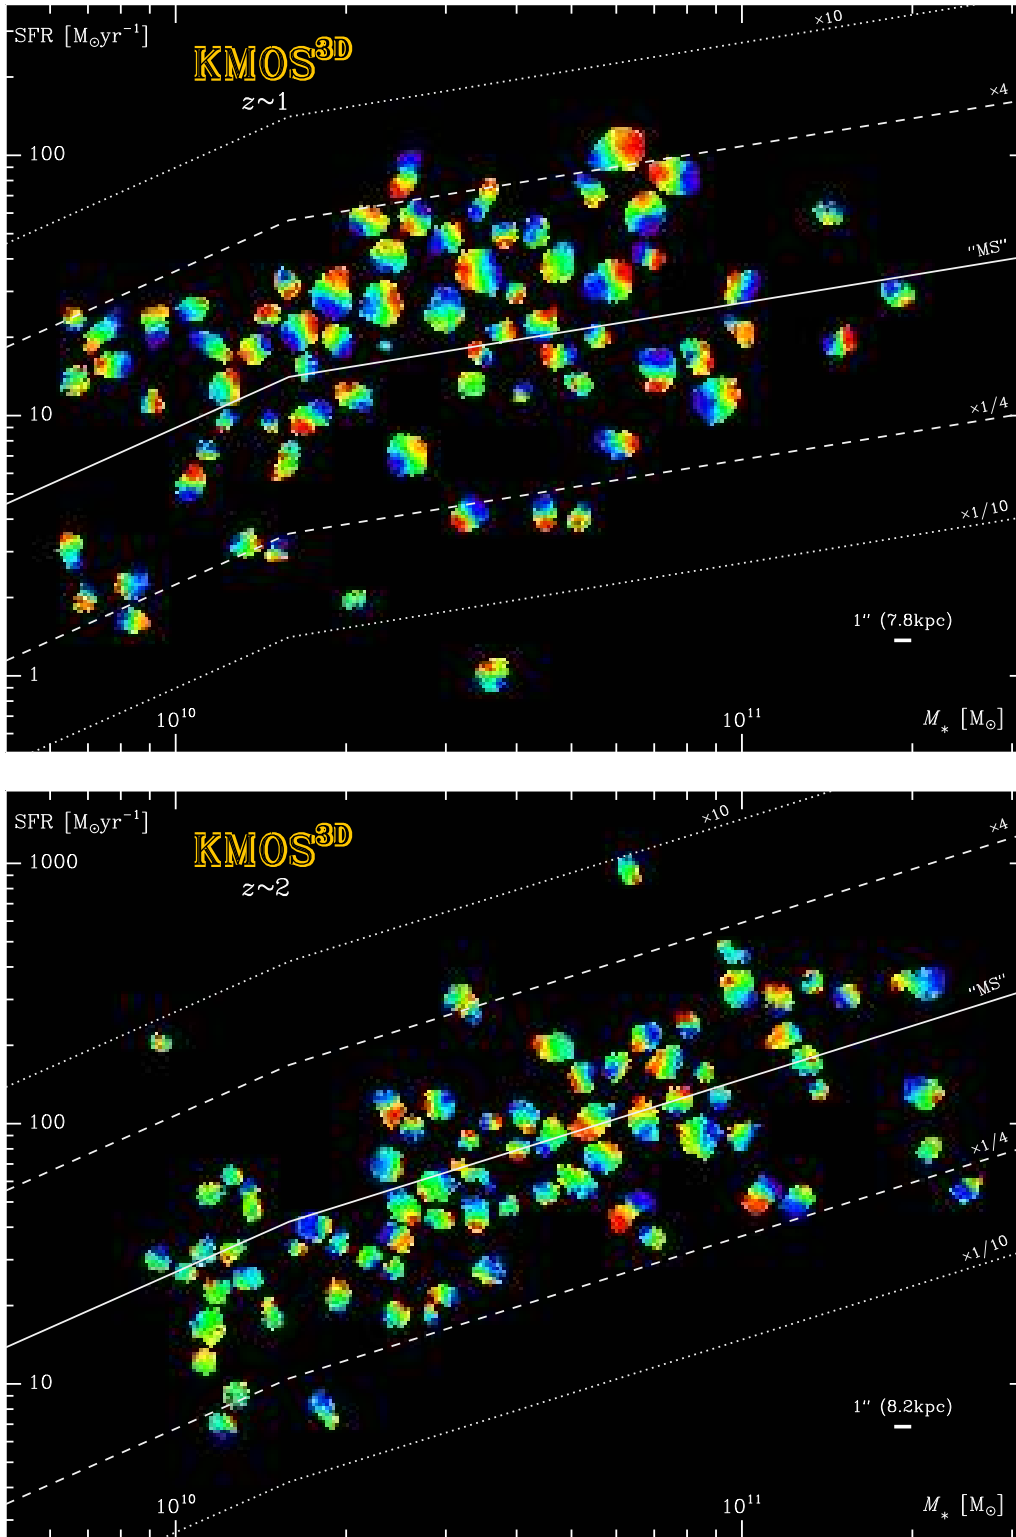 ×10
SFR [M⊙yr⁻¹]
KMOS³ᴰ
z~1
×4
100
"MS"
10
×1/4
×1/10
1″ (7.8kpc)
1
10¹⁰
10¹¹
M* [M⊙]
SFR [M⊙yr⁻¹]
×10
×4
KMOS³ᴰ
1000
z~2
"MS"
100
×1/4
×1/10
10
1″ (8.2kpc)
10¹⁰
10¹¹
M* [M⊙]